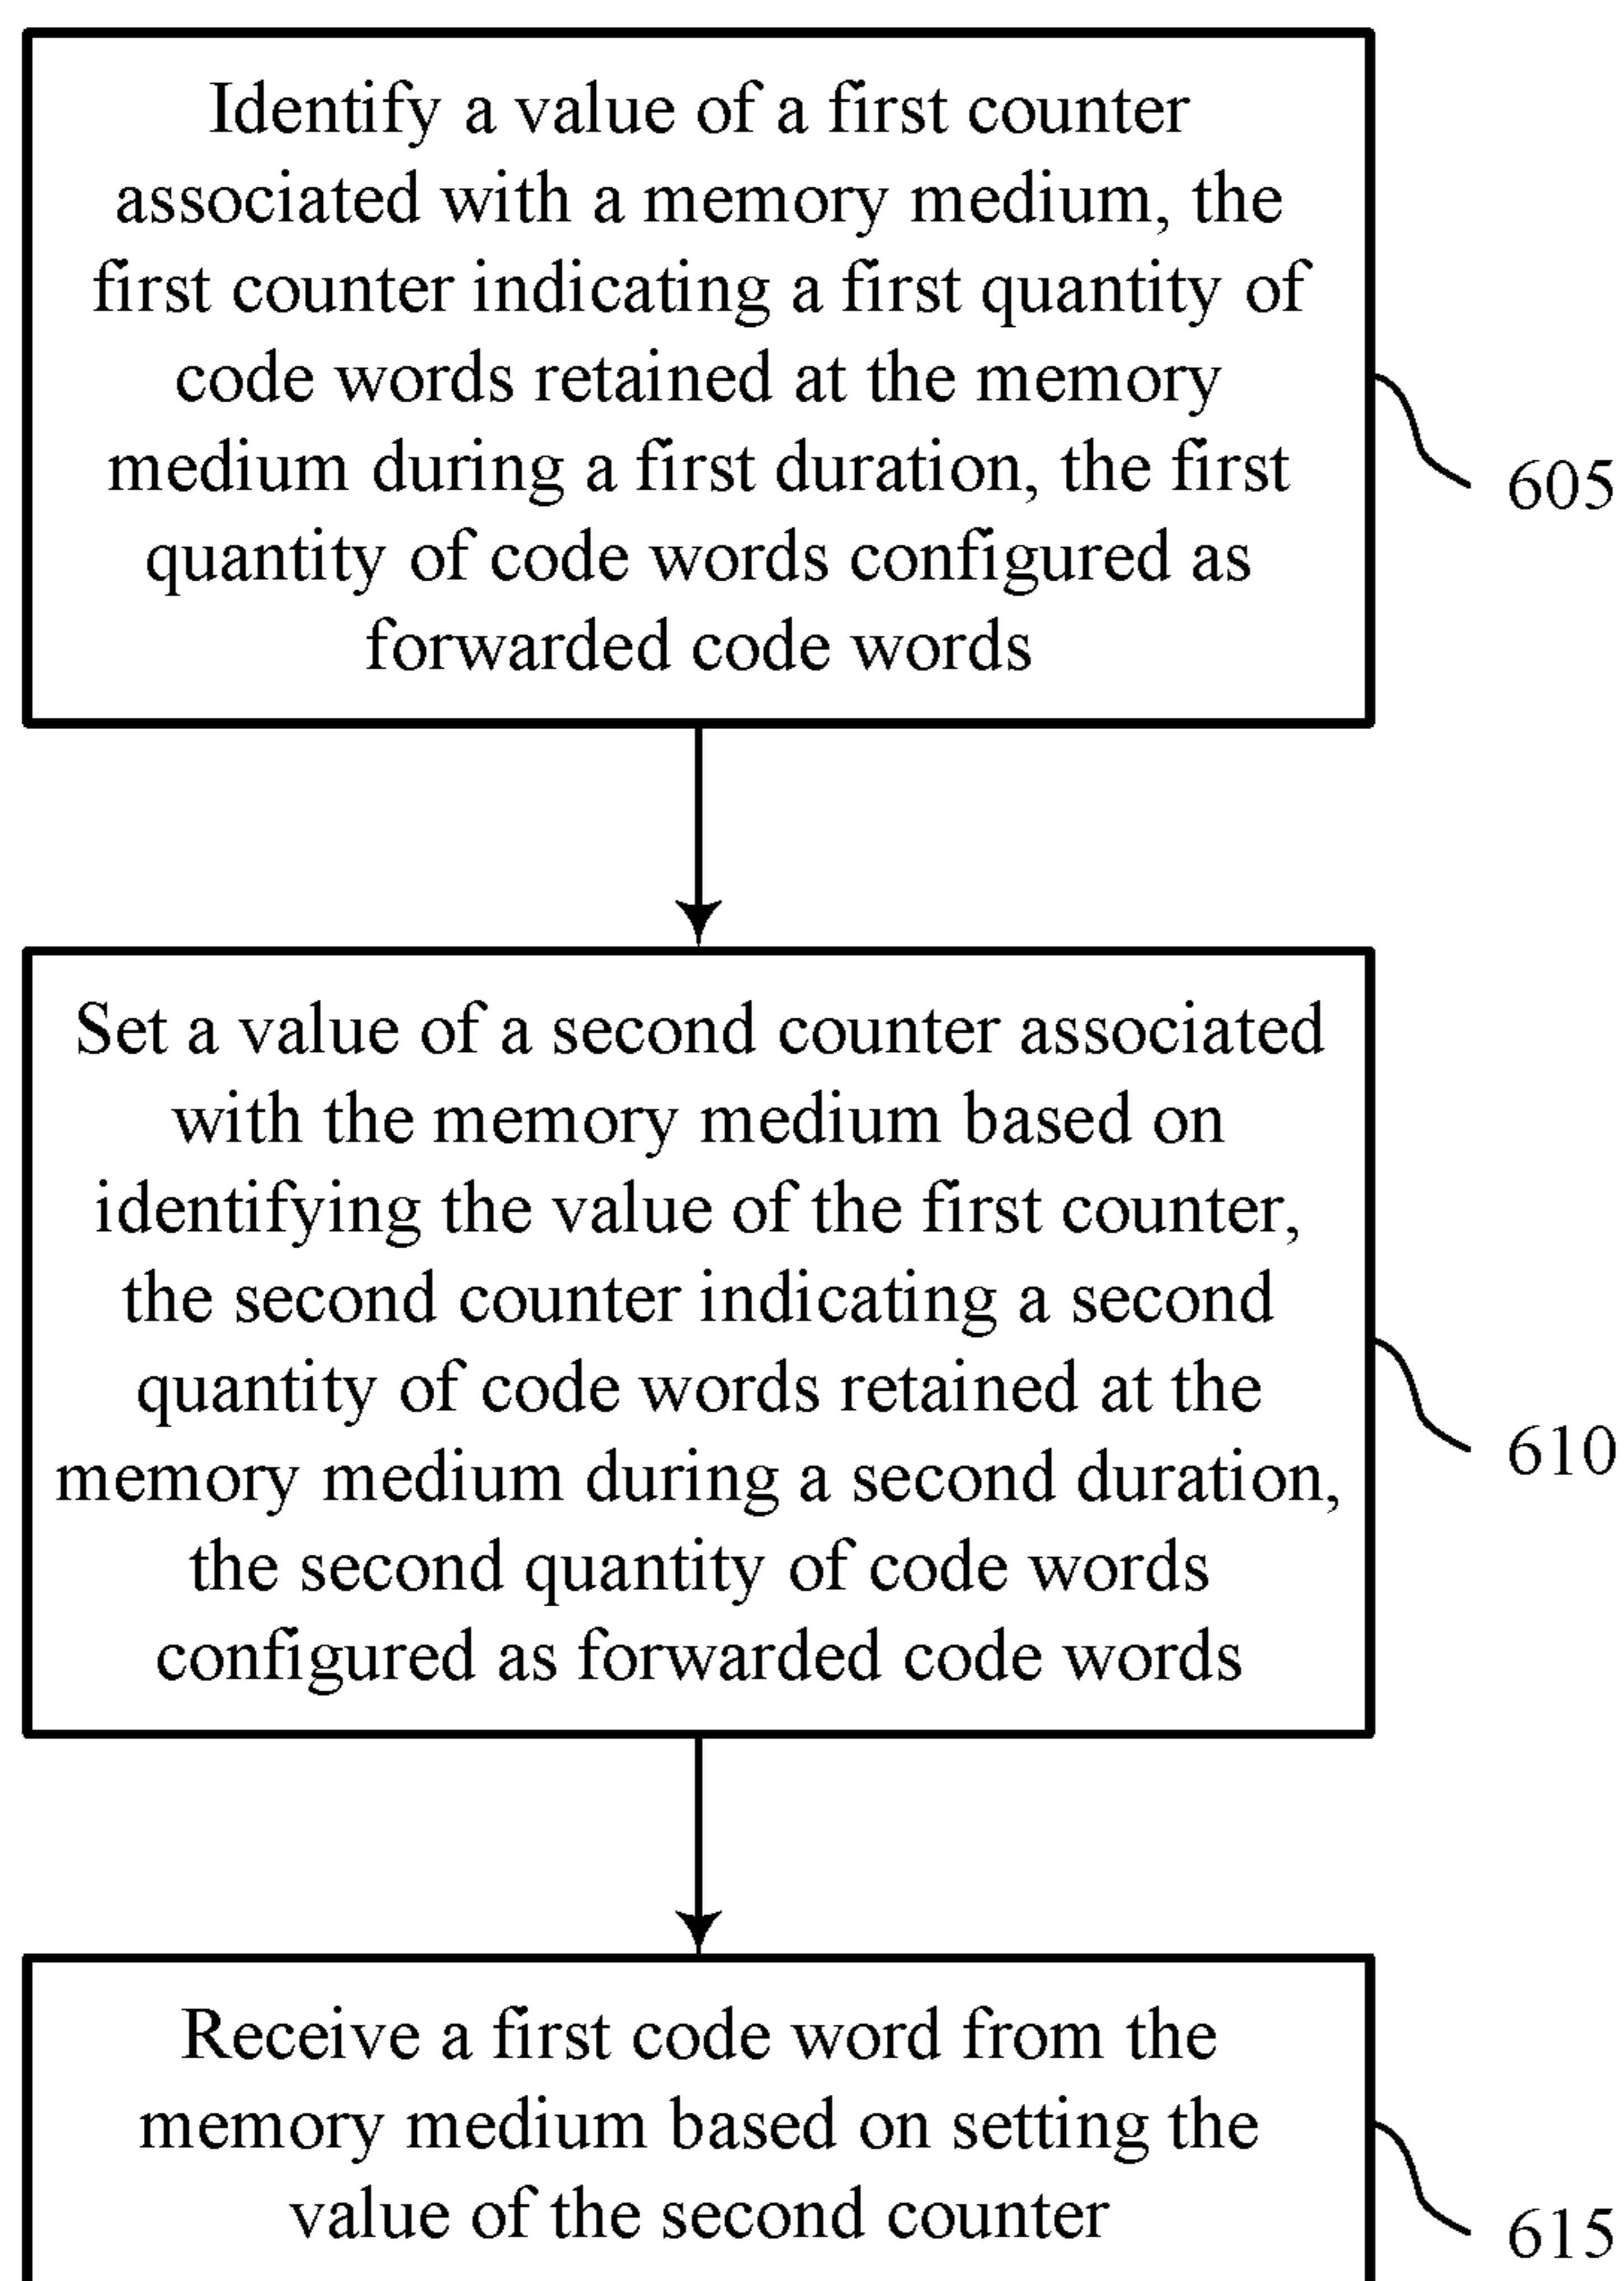 Identify a value of a first counter
associated with a memory medium, the
first counter indicating a first quantity of
code words retained at the memory
medium during a first duration, the first
quantity of code words configured as
forwarded code words
605
Set a value of a second counter associated
with the memory medium based on
identifying the value of the first counter,
the second counter indicating a second
quantity of code words retained at the
memory medium during a second duration,
the second quantity of code words
configured as forwarded code words
610
Receive a first code word from the
memory medium based on setting the
value of the second counter
615